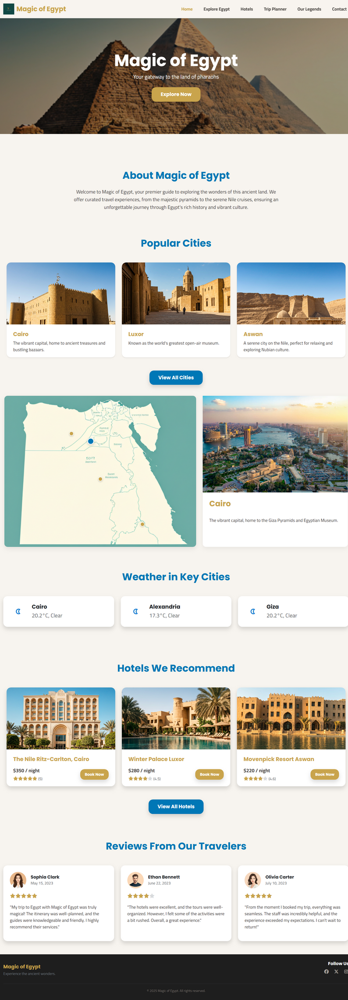 Magic of Egypt
Home
Explore Egypt
Hotels
Trip Planner
Our Legends
Contact
Magic of Egypt
Your gateway to the land of pharaohs
Explore Now
About Magic of Egypt
Welcome to Magic of Egypt, your premier guide to exploring the wonders of this ancient land. We
offer curated travel experiences, from the majestic pyramids to the serene Nile cruises, ensuring an
unforgettable journey through Egypt's rich history and vibrant culture.
Popular Cities
Cairo
The vibrant capital, home to ancient treasures and
bustling bazaars.
Luxor
Known as the world's greatest open-air museum.
Aswan
A serene city on the Nile, perfect for relaxing and
exploring Nubian culture.
View All Cities
Cairo
The vibrant capital, home to the Giza Pyramids and Egyptian Museum.
Weather in Key Cities
Cairo
20.2°C, Clear
Alexandria
17.3°C, Clear
Giza
20.2°C, Clear
Hotels We Recommend
The Nile Ritz-Carlton, Cairo
$350 / night
(5)
Book Now
Winter Palace Luxor
$280 / night
(4.5)
Book Now
Movenpick Resort Aswan
$220 / night
(4.6)
Book Now
View All Hotels
Reviews From Our Travelers
Sophia Clark
May 15, 2023
"My trip to Egypt with Magic of Egypt was truly
magical! The itinerary was well-planned, and the
guides were knowledgeable and friendly. I highly
recommend their services."
Ethan Bennett
June 22, 2023
"The hotels were excellent, and the tours were well-
organized. However, I felt some of the activities were
a bit rushed. Overall, a great experience."
Olivia Carter
July 10, 2023
"From the moment I booked my trip, everything was
seamless. The staff was incredibly helpful, and the
experience exceeded my expectations. I can't wait to
return!"
Magic of Egypt
Experience the ancient wonders.
Follow Us
© 2025 Magic of Egypt. All rights reserved.